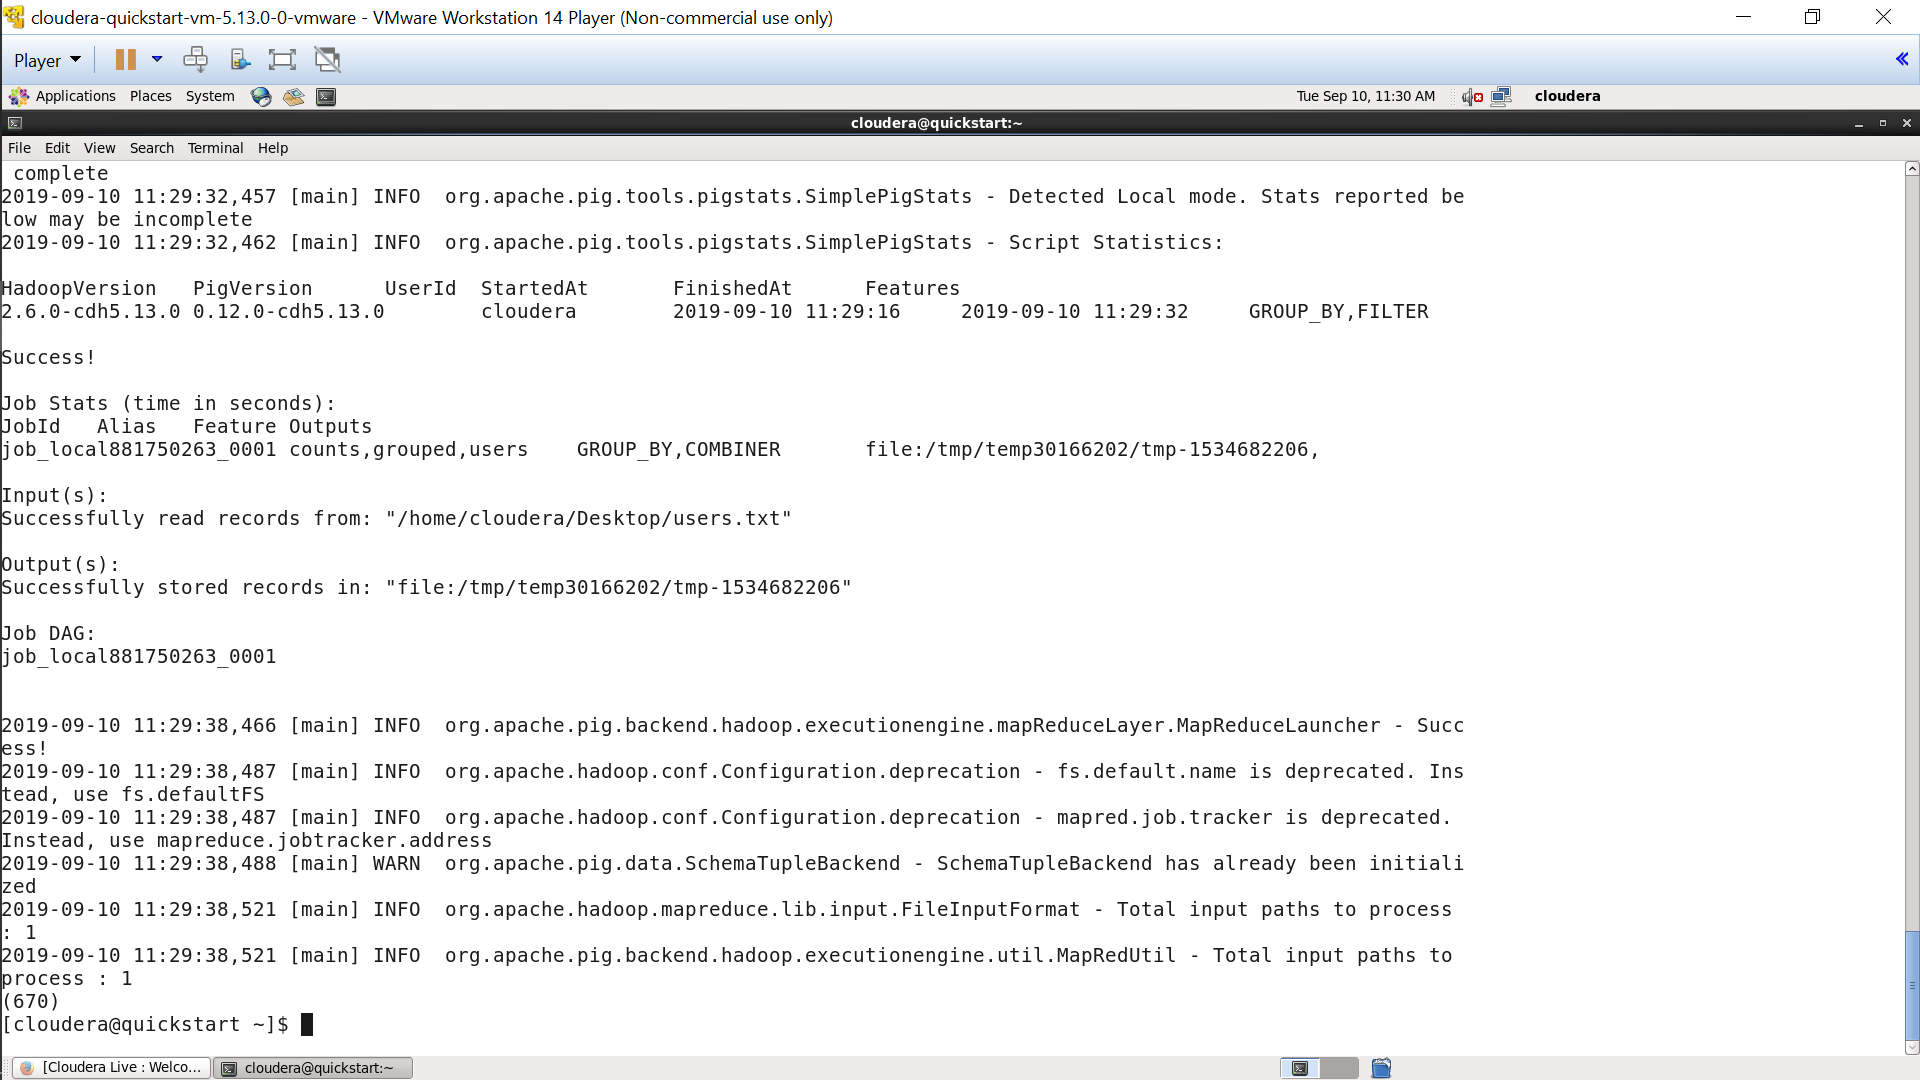 cloudera-quickstart-vm-5.13.0-0-vmware - VMware Workstation 14 Player (Non-commercial use only)
Player
Applications Places System Tue Sep 10, 11:30 AM cloudera
cloudera@quickstart:~
File Edit View Search Terminal Help
 complete
2019-09-10 11:29:32,457 [main] INFO  org.apache.pig.tools.pigstats.SimplePigStats - Detected Local mode. Stats reported be
low may be incomplete
2019-09-10 11:29:32,462 [main] INFO  org.apache.pig.tools.pigstats.SimplePigStats - Script Statistics:
HadoopVersion   PigVersion      UserId  StartedAt       FinishedAt      Features
2.6.0-cdh5.13.0 0.12.0-cdh5.13.0        cloudera        2019-09-10 11:29:16     2019-09-10 11:29:32     GROUP_BY,FILTER
Success!
Job Stats (time in seconds):
JobId   Alias   Feature Outputs
job_local881750263_0001 counts,grouped,users    GROUP_BY,COMBINER       file:/tmp/temp30166202/tmp-1534682206,
Input(s):
Successfully read records from: "/home/cloudera/Desktop/users.txt"
Output(s):
Successfully stored records in: "file:/tmp/temp30166202/tmp-1534682206"
Job DAG:
job_local881750263_0001
2019-09-10 11:29:38,466 [main] INFO  org.apache.pig.backend.hadoop.executionengine.mapReduceLayer.MapReduceLauncher - Succ
ess!
2019-09-10 11:29:38,487 [main] INFO  org.apache.hadoop.conf.Configuration.deprecation - fs.default.name is deprecated. Ins
tead, use fs.defaultFS
2019-09-10 11:29:38,487 [main] INFO  org.apache.hadoop.conf.Configuration.deprecation - mapred.job.tracker is deprecated.
Instead, use mapreduce.jobtracker.address
2019-09-10 11:29:38,488 [main] WARN  org.apache.pig.data.SchemaTupleBackend - SchemaTupleBackend has already been initiali
zed
2019-09-10 11:29:38,521 [main] INFO  org.apache.hadoop.mapreduce.lib.input.FileInputFormat - Total input paths to process
: 1
2019-09-10 11:29:38,521 [main] INFO  org.apache.pig.backend.hadoop.executionengine.util.MapRedUtil - Total input paths to
process : 1
(670)
[cloudera@quickstart ~]$
[Cloudera Live : Welco... cloudera@quickstart:~